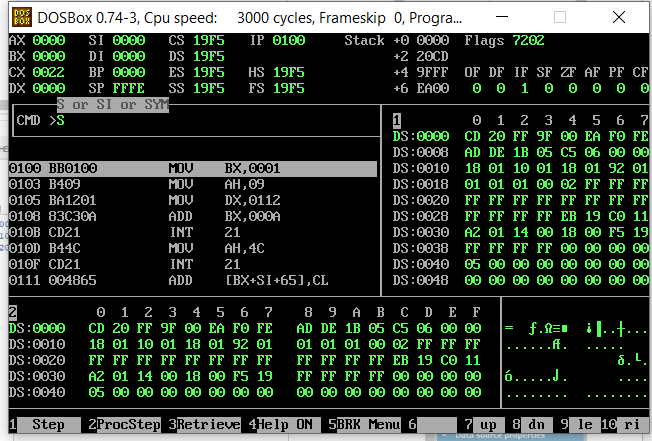 DOSBox 0.74-3, Cpu speed: 3000 cycles, Frameskip 0, Progra...
AX 0000 SI 0000 CS 19F5 IP 0100 Stack +0 0000 Flags 7202
BX 0000 DI 0000 DS 19F5 +2 20CD
CX 0022 BP 0000 ES 19F5 HS 19F5 +4 9FFF OF DF IF SF ZF AF PF CF
DX 0000 SP FFFE SS 19F5 FS 19F5 +6 EA00 0 0 1 0 0 0 0 0
S or SI or SYM
CMD >S
1 0 1 2 3 4 5 6 7
DS:0000 CD 20 FF 9F 00 EA F0 FE
DS:0008 AD DE 1B 05 C5 06 00 00
0100 BB0100 MOV BX,0001 DS:0010 18 01 10 01 18 01 92 01
0103 B409 MOV AH,09 DS:0018 01 01 01 00 02 FF FF FF
0105 BA1201 MOV DX,0112 DS:0020 FF FF FF FF FF FF FF FF
0108 83C30A ADD BX,000A DS:0028 FF FF FF FF EB 19 C0 11
010B CD21 INT 21 DS:0030 A2 01 14 00 18 00 F5 19
010D B44C MOV AH,4C DS:0038 FF FF FF FF 00 00 00 00
010F CD21 INT 21 DS:0040 05 00 00 00 00 00 00 00
0111 004865 ADD [BX+SI+65],CL DS:0048 00 00 00 00 00 00 00 00
2 0 1 2 3 4 5 6 7 8 9 A B C D E F
DS:0000 CD 20 FF 9F 00 EA F0 FE AD DE 1B 05 C5 06 00 00
DS:0010 18 01 10 01 18 01 92 01 01 01 01 00 02 FF FF FF
DS:0020 FF FF FF FF FF FF FF FF FF FF FF FF EB 19 C0 11
DS:0030 A2 01 14 00 18 00 F5 19 FF FF FF FF 00 00 00 00
DS:0040 05 00 00 00 00 00 00 00 00 00 00 00 00 00 00 00
1 Step 2ProcStep 3Retrieve 4Help ON 5BRK Menu 6 7 up 8 dn 9 le 10 ri
Data source properties